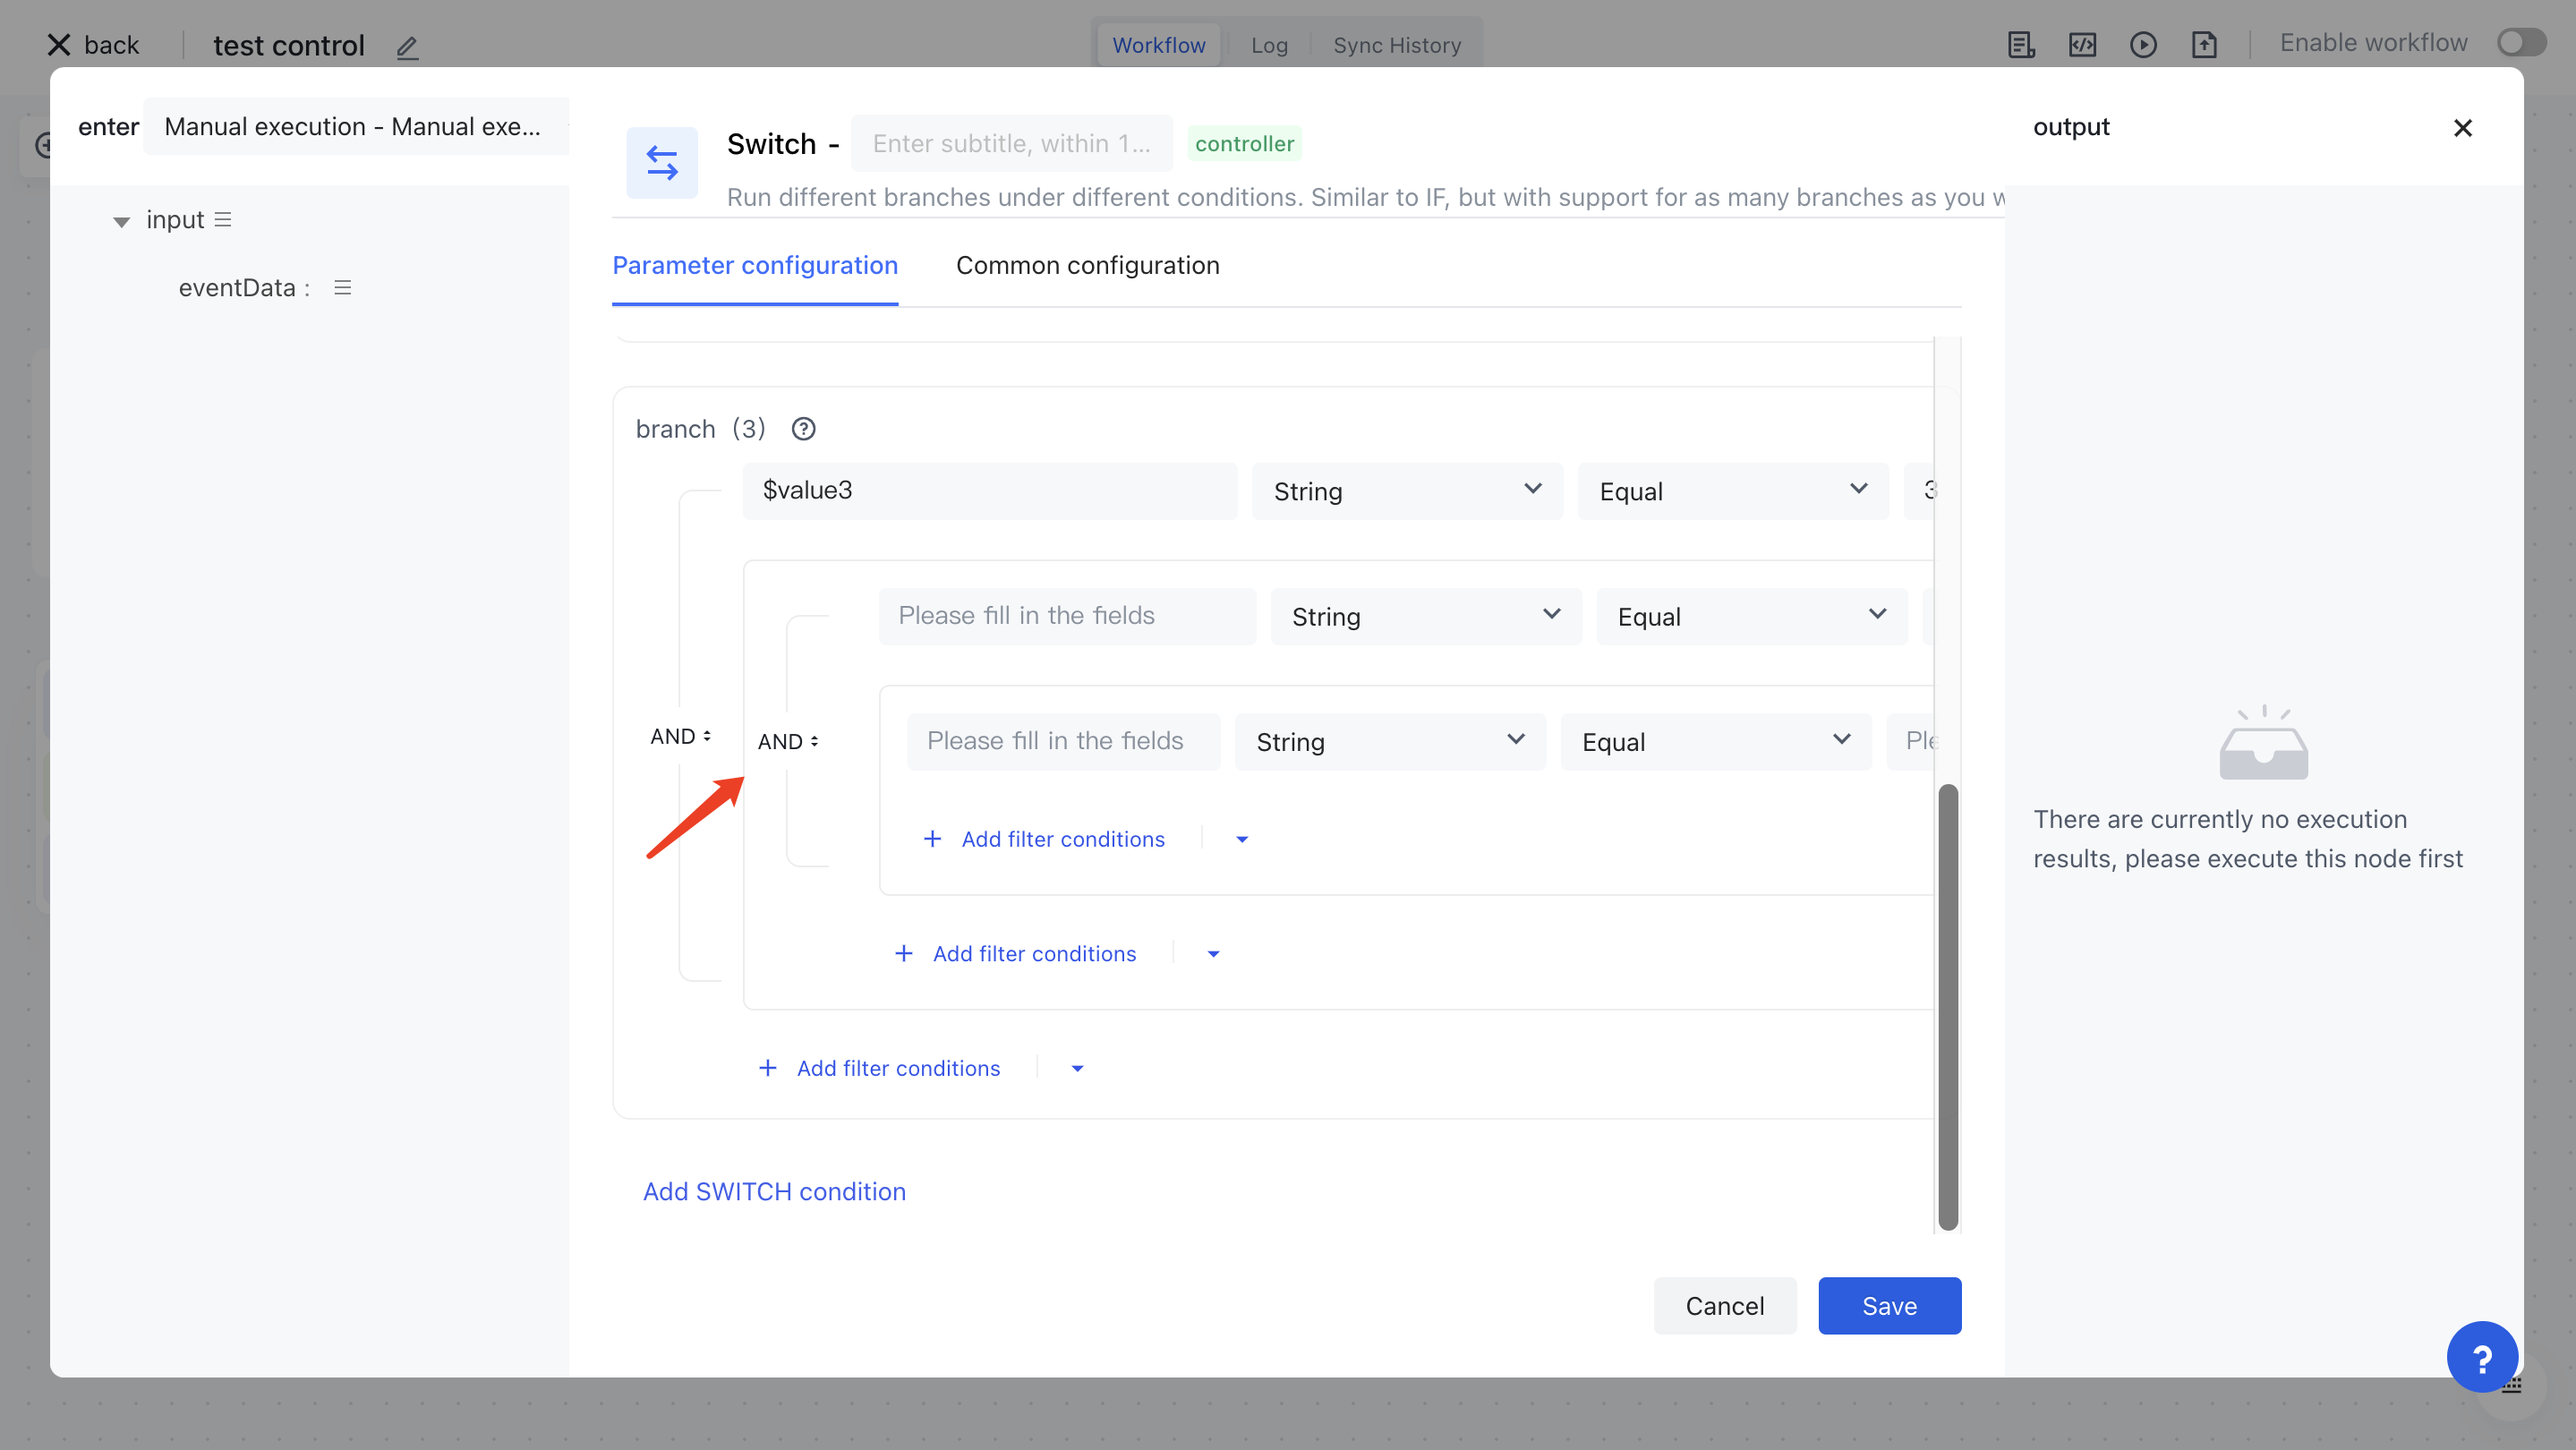 back
test control
Workflow
Log
Sync History
Enable workflow
enter
Manual execution - Manual exe...
input
eventData :
Switch -
Enter subtitle, within 1...
controller
Run different branches under different conditions. Similar to IF, but with support for as many branches as you w
Parameter configuration
Common configuration
branch (3)
$value3
String
Equal
3
AND
Please fill in the fields
String
Equal
AND
Please fill in the fields
String
Equal
Ple
+ Add filter conditions
+ Add filter conditions
+ Add filter conditions
Add SWITCH condition
Cancel
Save
output
There are currently no execution
results, please execute this node first
?